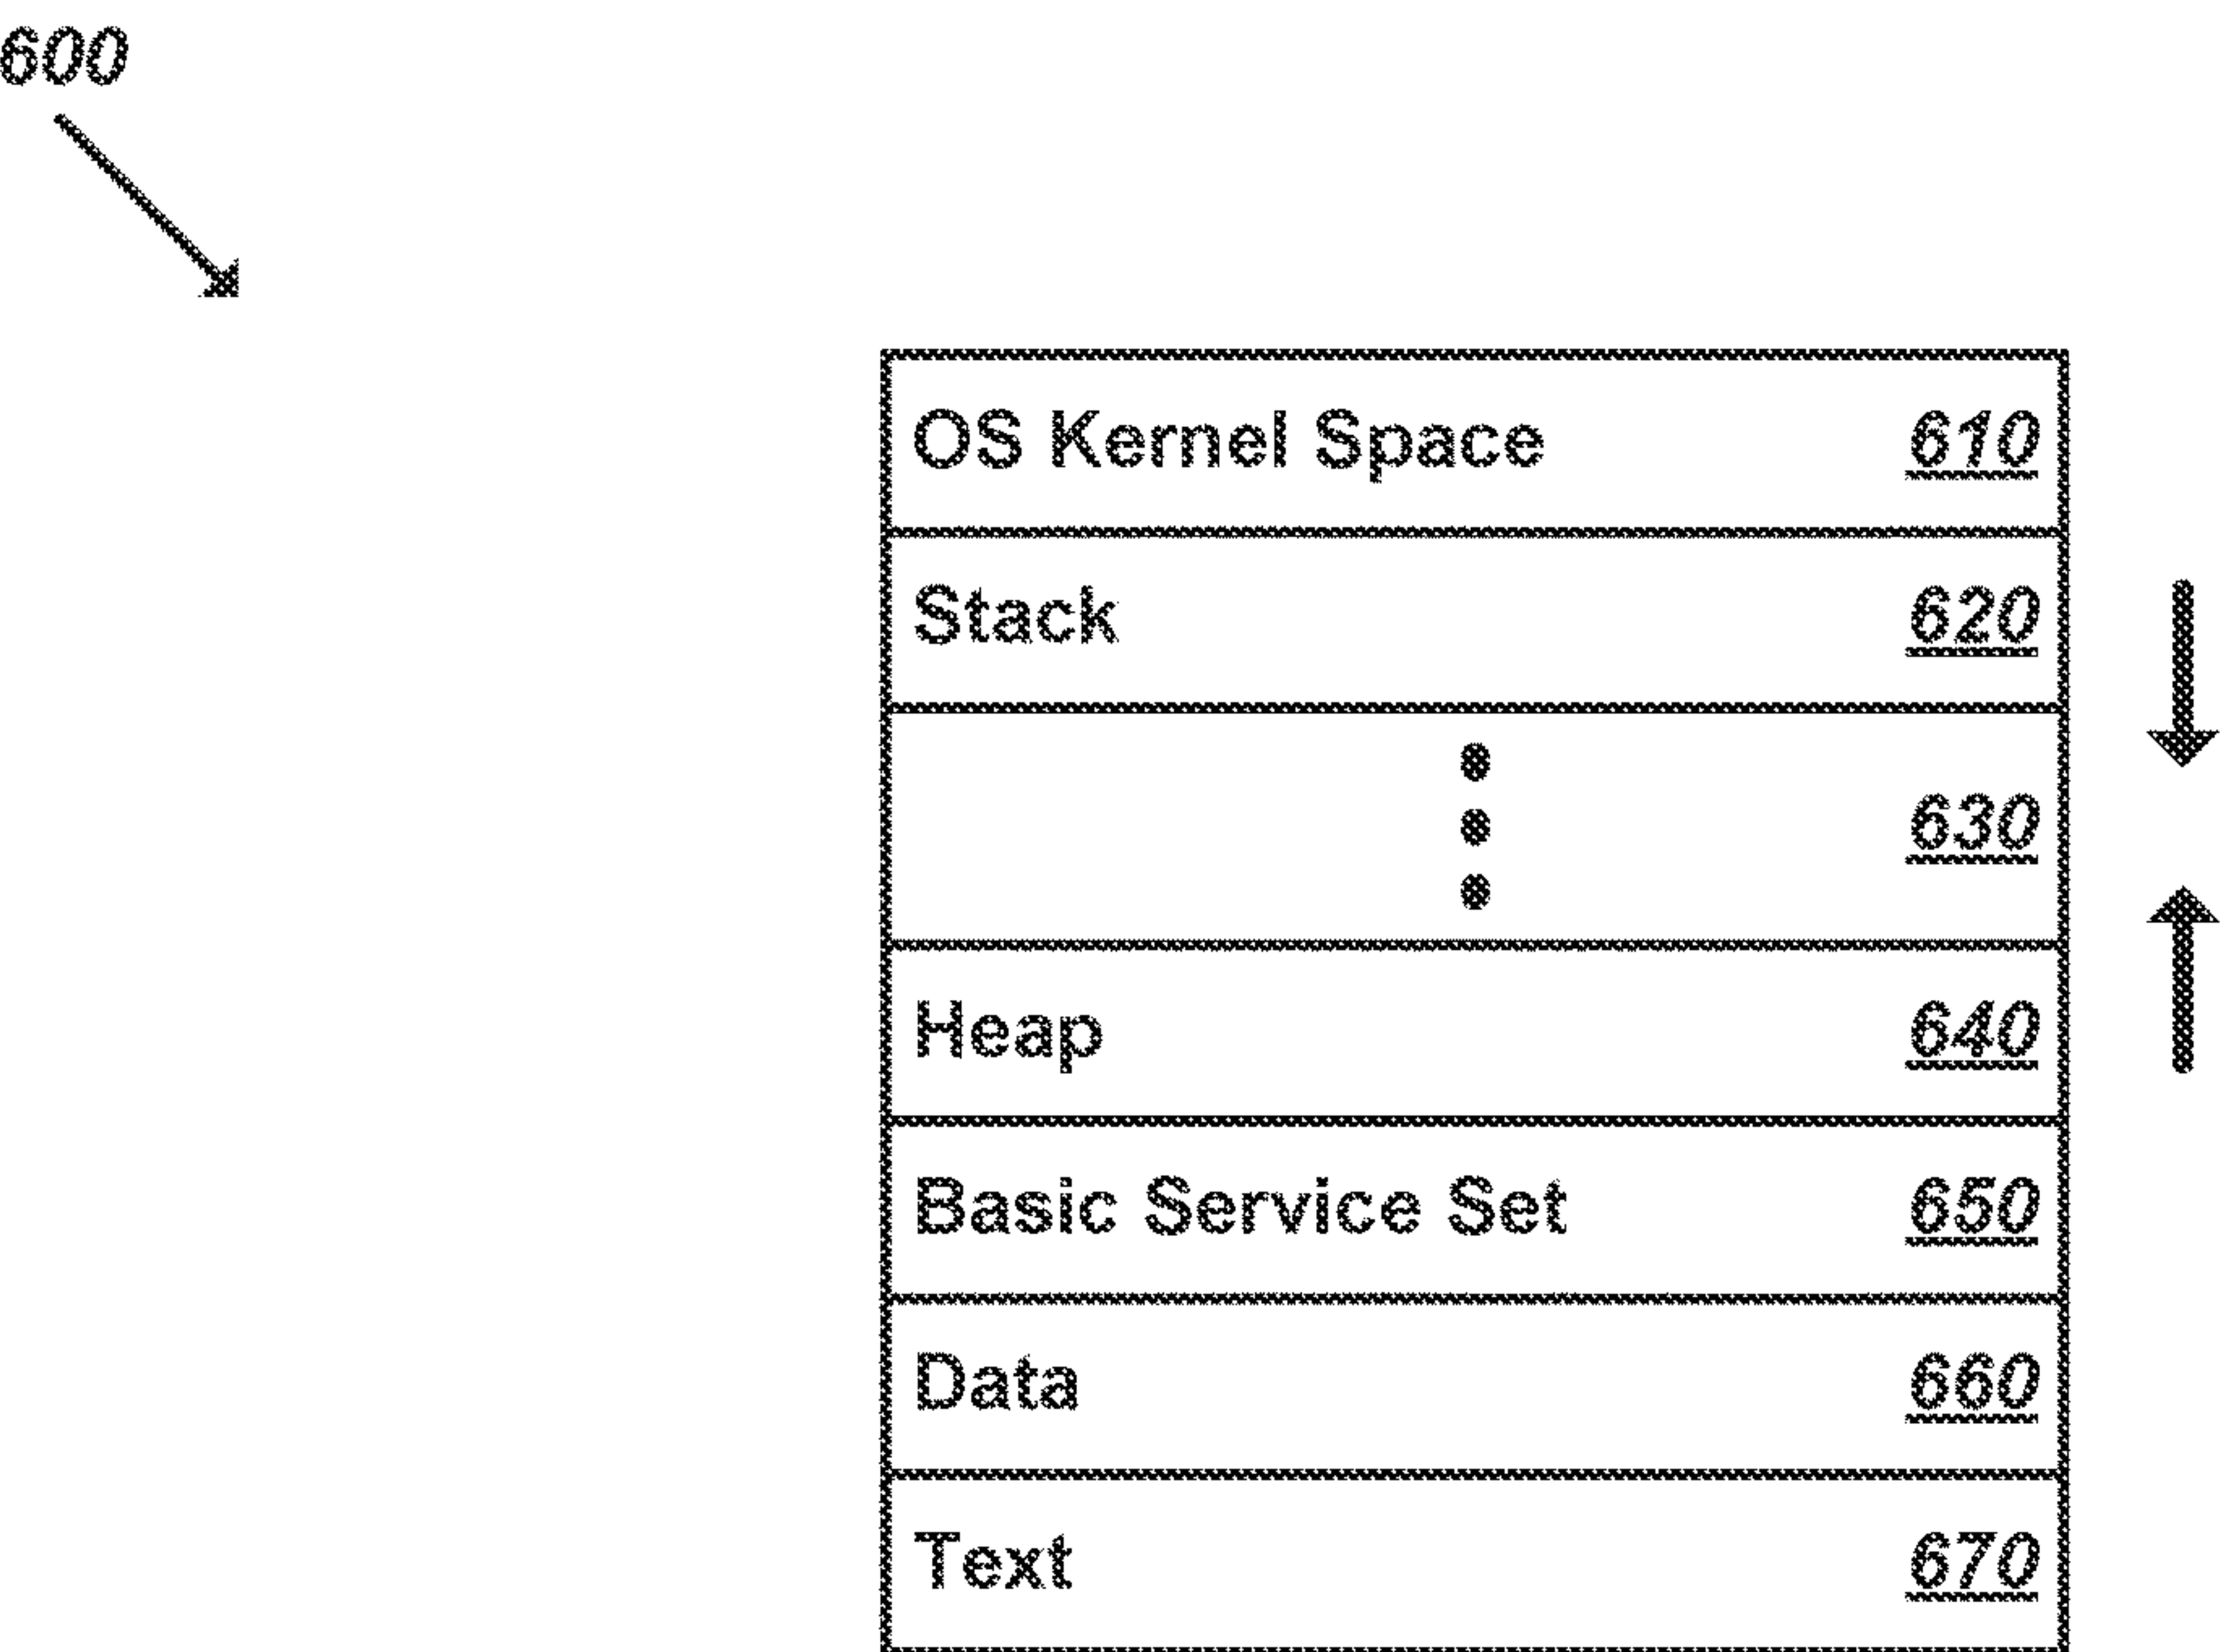 600
OS Kernel Space 610
Stack 620
630
Heap 640
Basic Service Set 650
Data 660
Text 670